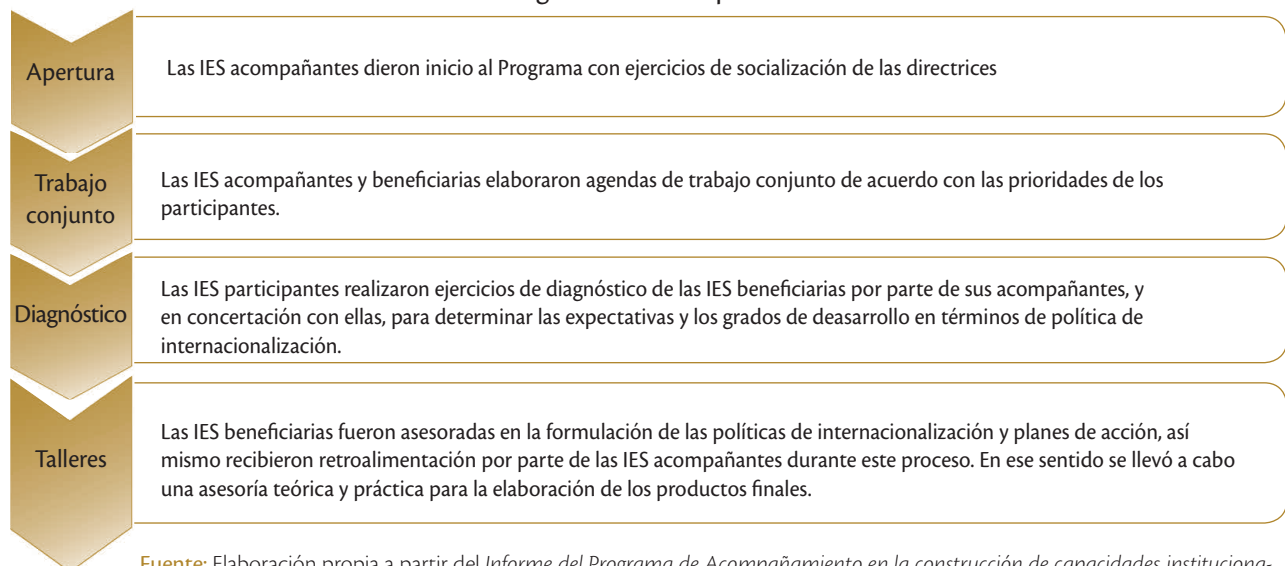 Apertura
Las IES acompañantes dieron inicio al Programa con ejercicios de socialización de las directrices
Trabajo
conjunto
Las IES acompañantes y beneficiarias elaboraron agendas de trabajo conjunto de acuerdo con las prioridades de los
participantes.
Diagnóstico
Las IES participantes realizaron ejercicios de diagnóstico de las IES beneficiarias por parte de sus acompañantes, y
en concertación con ellas, para determinar las expectativas y los grados de deasarrollo en términos de política de
internacionalización.
Talleres
Las IES beneficiarias fueron asesoradas en la formulación de las políticas de internacionalización y planes de acción, así
mismo recibieron retroalimentación por parte de las IES acompañantes durante este proceso. En ese sentido se llevó a cabo
una asesoría teórica y práctica para la elaboración de los productos finales.
Fuente: Elaboración propia a partir del Informe del Programa de Acompañamiento en la construcción de capacidades instituciona-